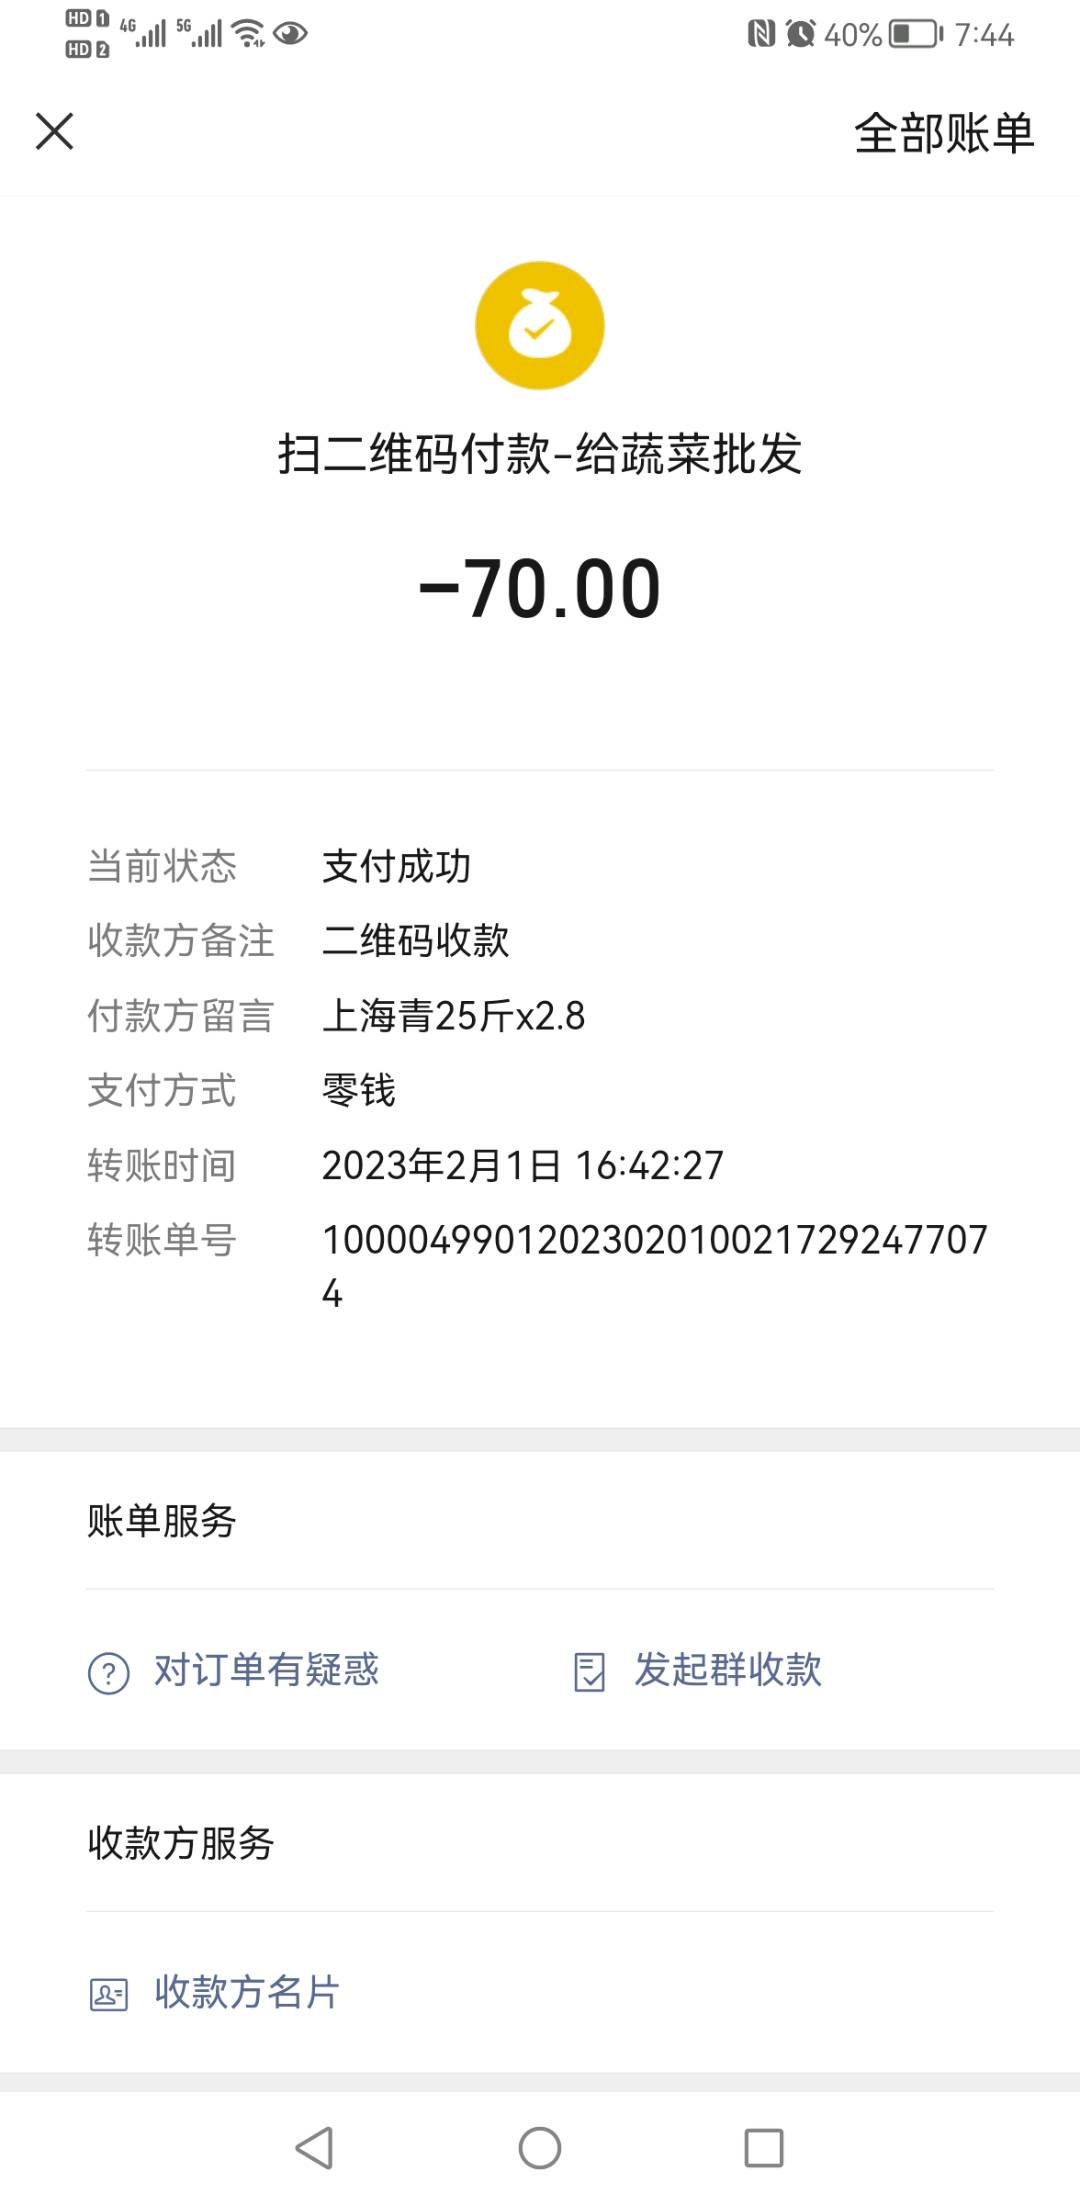 HD 1 4G 5G 40% 7:44
HD 2
全部账单
扫二维码付款-给蔬菜批发
-70.00
当前状态 支付成功
收款方备注 二维码收款
付款方留言 上海青25斤x2.8
支付方式 零钱
转账时间 2023年2月1日 16:42:27
转账单号 100004990120230201002172924770​7
4
账单服务
对订单有疑惑 发起群收款
收款方服务
收款方名片